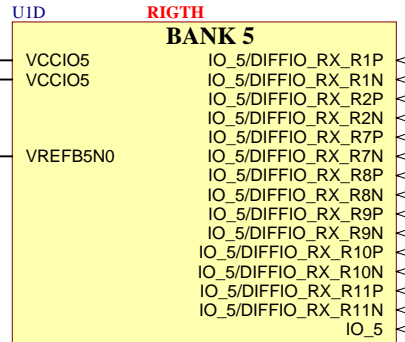 U1D RIGTH
BANK 5
VCCIO5 IO_5/DIFFIO_RX_R1P
VCCIO5 IO_5/DIFFIO_RX_R1N
IO_5/DIFFIO_RX_R2P
IO_5/DIFFIO_RX_R2N
IO_5/DIFFIO_RX_R7P
VREFB5N0 IO_5/DIFFIO_RX_R7N
IO_5/DIFFIO_RX_R8P
IO_5/DIFFIO_RX_R8N
IO_5/DIFFIO_RX_R9P
IO_5/DIFFIO_RX_R9N
IO_5/DIFFIO_RX_R10P
IO_5/DIFFIO_RX_R10N
IO_5/DIFFIO_RX_R11P
IO_5/DIFFIO_RX_R11N
IO_5